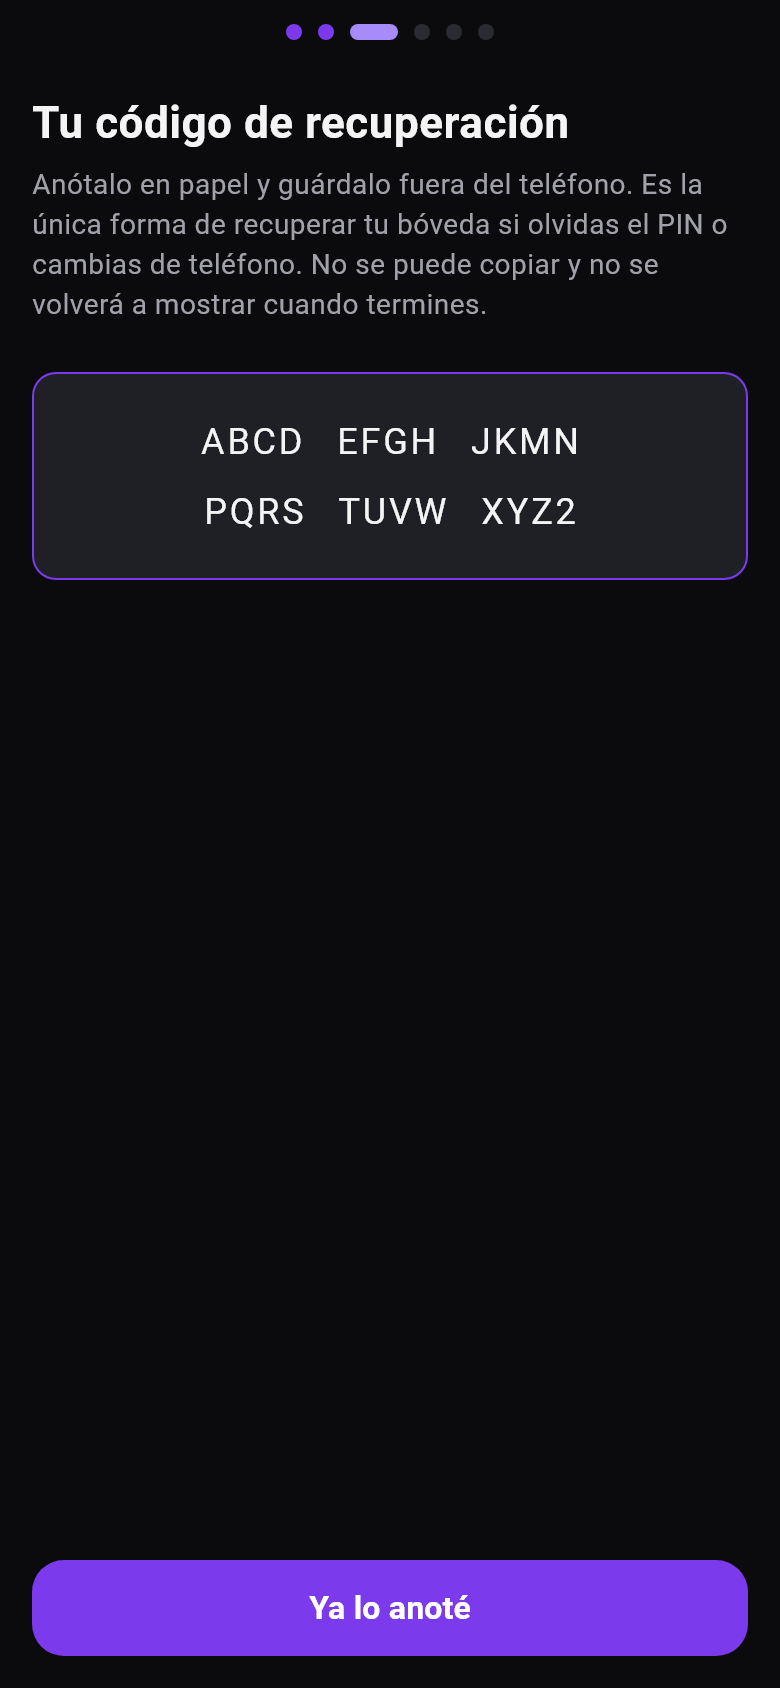 Tu código de recuperación
Anótalo en papel y guárdalo fuera del teléfono. Es la
única forma de recuperar tu bóveda si olvidas el PIN o
cambias de teléfono. No se puede copiar y no se
volverá a mostrar cuando termines.
ABCD EFGH JKMN
PQRS TUVW XYZ2
Ya lo anoté